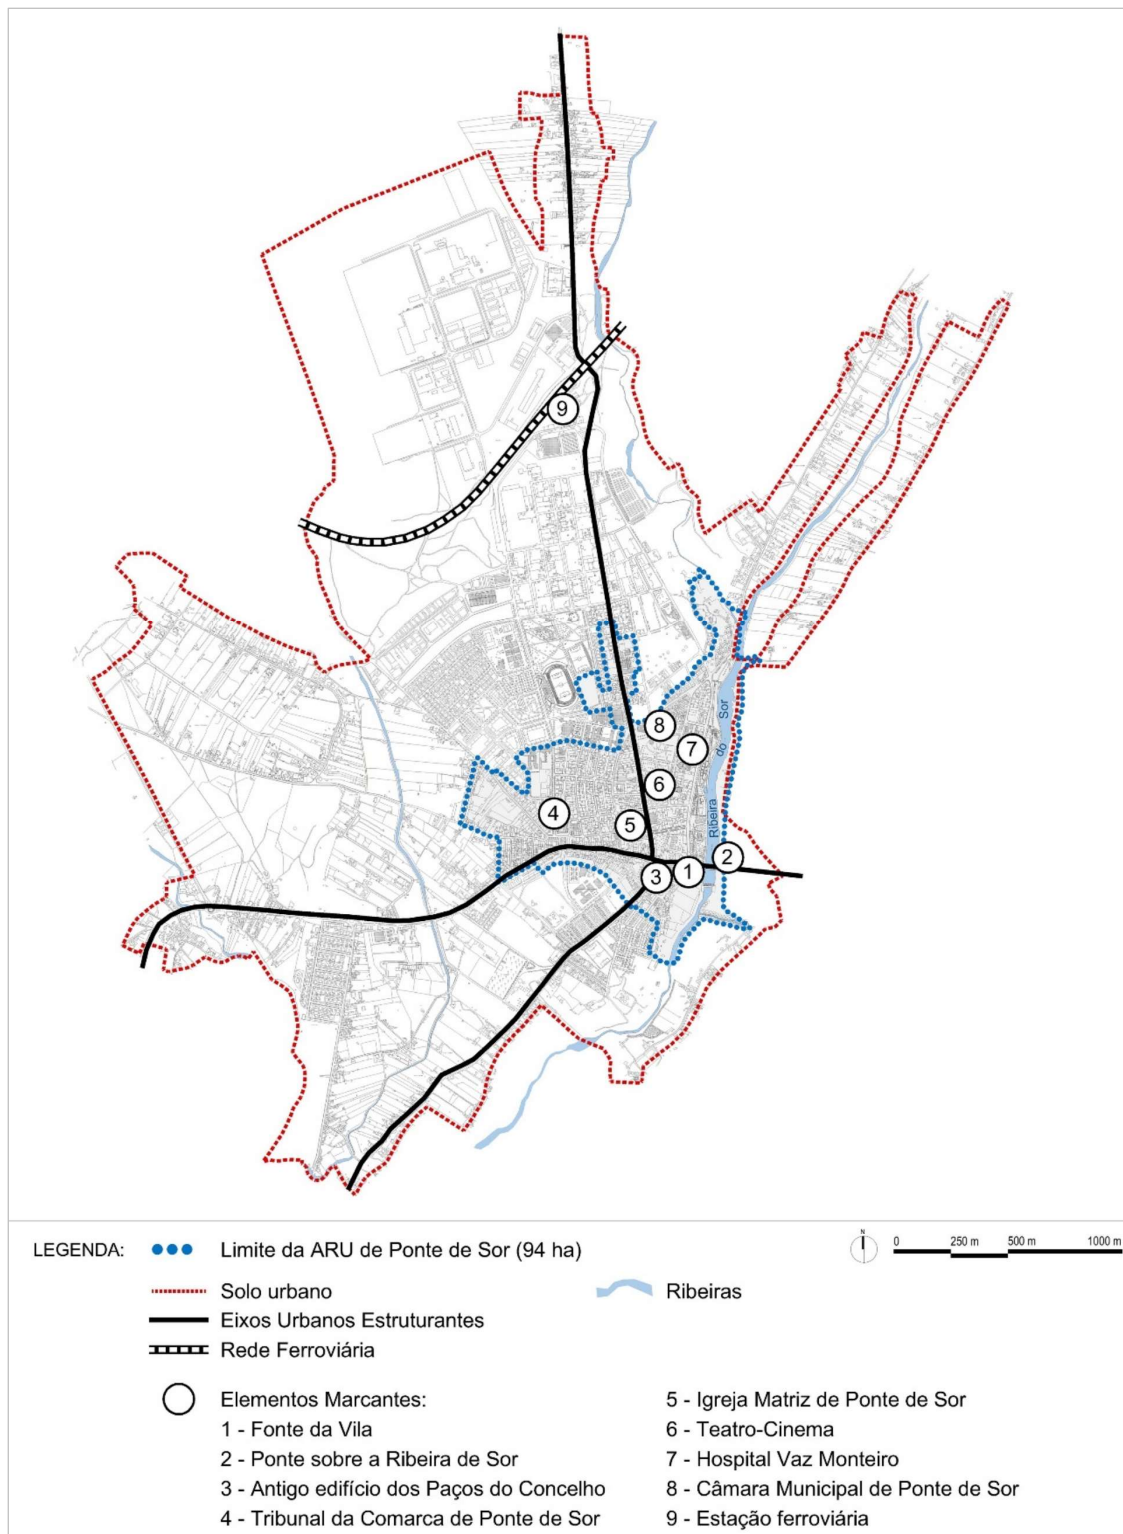 9
8
7
6
4
5
2
1
3
Ribeira do Sor
LEGENDA:
Limite da ARU de Ponte de Sor (94 ha)
N
0 250 m 500 m 1000 m
Solo urbano
Ribeiras
Eixos Urbanos Estruturantes
Rede Ferroviária
Elementos Marcantes:
1 - Fonte da Vila
2 - Ponte sobre a Ribeira de Sor
3 - Antigo edifício dos Paços do Concelho
4 - Tribunal da Comarca de Ponte de Sor
5 - Igreja Matriz de Ponte de Sor
6 - Teatro-Cinema
7 - Hospital Vaz Monteiro
8 - Câmara Municipal de Ponte de Sor
9 - Estação ferroviária